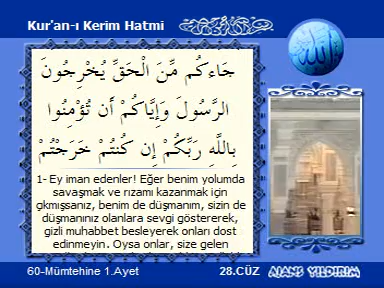 Kur'an-ı Kerim Hatmi
جَاءكُم مِّنَ الْحَقِّ يُخْرِجُونَ
الرَّسُولَ وَإِيَّاكُمْ أَن تُؤْمِنُوا
بِاللَّهِ رَبِّكُمْ إِن كُنتُمْ خَرَجْتُمْ
1- Ey iman edenler! Eğer benim yolumda
savaşmak ve rızamı kazanmak için
çıkmışsanız, benim de düşmanım, sizin de
düşmanınız olanlara sevgi göstererek,
gizli muhabbet besleyerek onları dost
edinmeyin. Oysa onlar, size gelen
60-Mümtehine 1.Ayet
28.CÜZ
AJANS YILDIRIM
الله